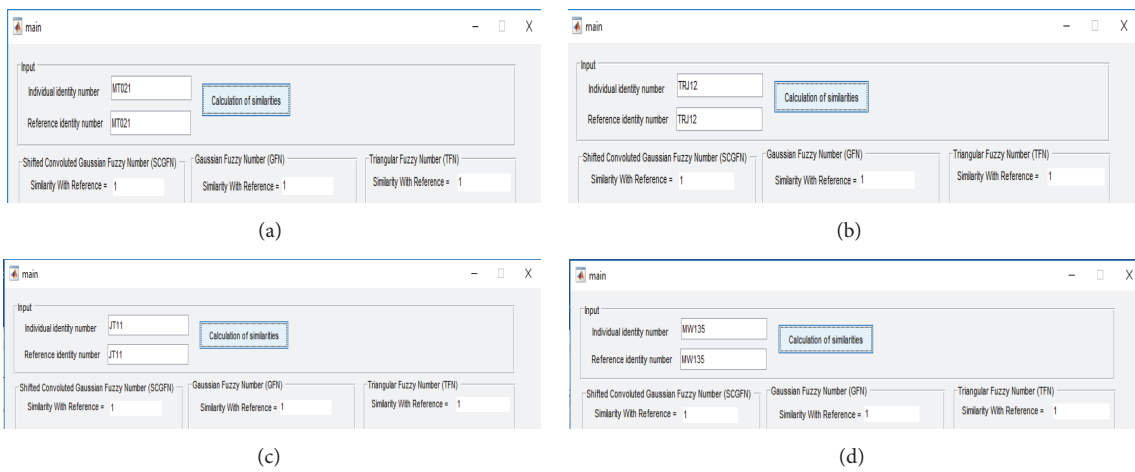 main
Input
Individual identity number MT021
Calculation of similarities
Reference identity number MT021
Shifted Convoluted Gaussian Fuzzy Number (SCGFN) Gaussian Fuzzy Number (GFN) Triangular Fuzzy Number (TFN)
Similarity With Reference = 1 Similarity With Reference = 1 Similarity With Reference = 1
(a)
main
Input
Individual identity number TRJ12
Calculation of similarities
Reference identity number TRJ12
Shifted Convoluted Gaussian Fuzzy Number (SCGFN) Gaussian Fuzzy Number (GFN) Triangular Fuzzy Number (TFN)
Similarity With Reference = 1 Similarity With Reference = 1 Similarity With Reference = 1
(b)
main
Input
Individual identity number JT11
Calculation of similarities
Reference identity number JT11
Shifted Convoluted Gaussian Fuzzy Number (SCGFN) Gaussian Fuzzy Number (GFN) Triangular Fuzzy Number (TFN)
Similarity With Reference = 1 Similarity With Reference = 1 Similarity With Reference = 1
(c)
main
Input
Individual identity number MW135
Calculation of similarities
Reference identity number MW135
Shifted Convoluted Gaussian Fuzzy Number (SCGFN) Gaussian Fuzzy Number (GFN) Triangular Fuzzy Number (TFN)
Similarity With Reference = 1 Similarity With Reference = 1 Similarity With Reference = 1
(d)